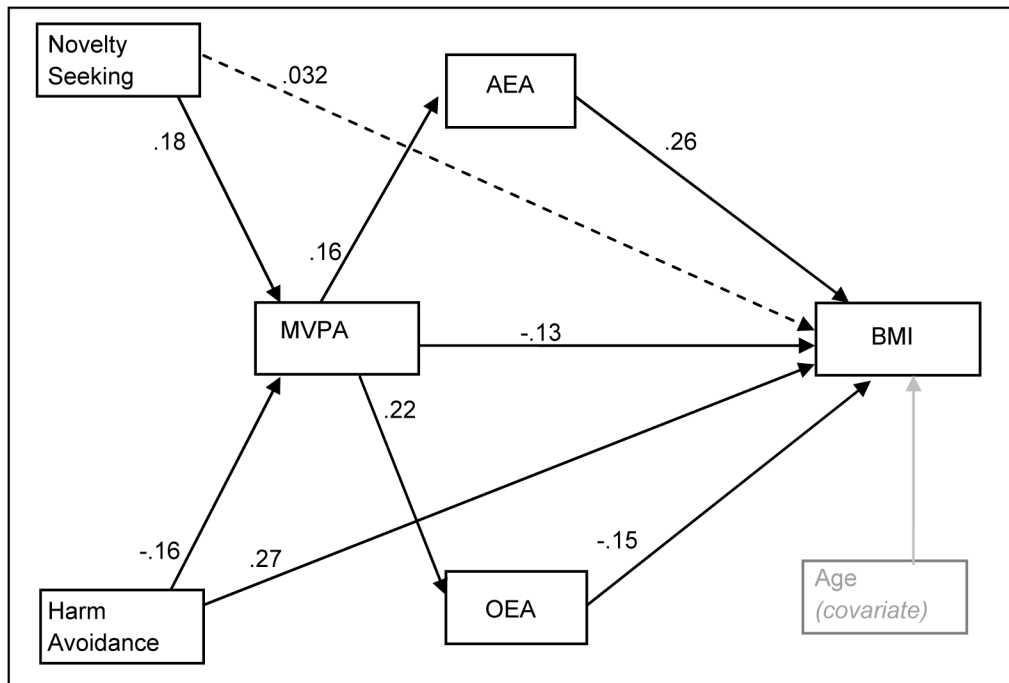 Novelty
Seeking
.032
AEA
.18
.26
.16
MVPA
-.13
BMI
.22
-.16
.27
-.15
Harm
Avoidance
OEA
Age
(covariate)